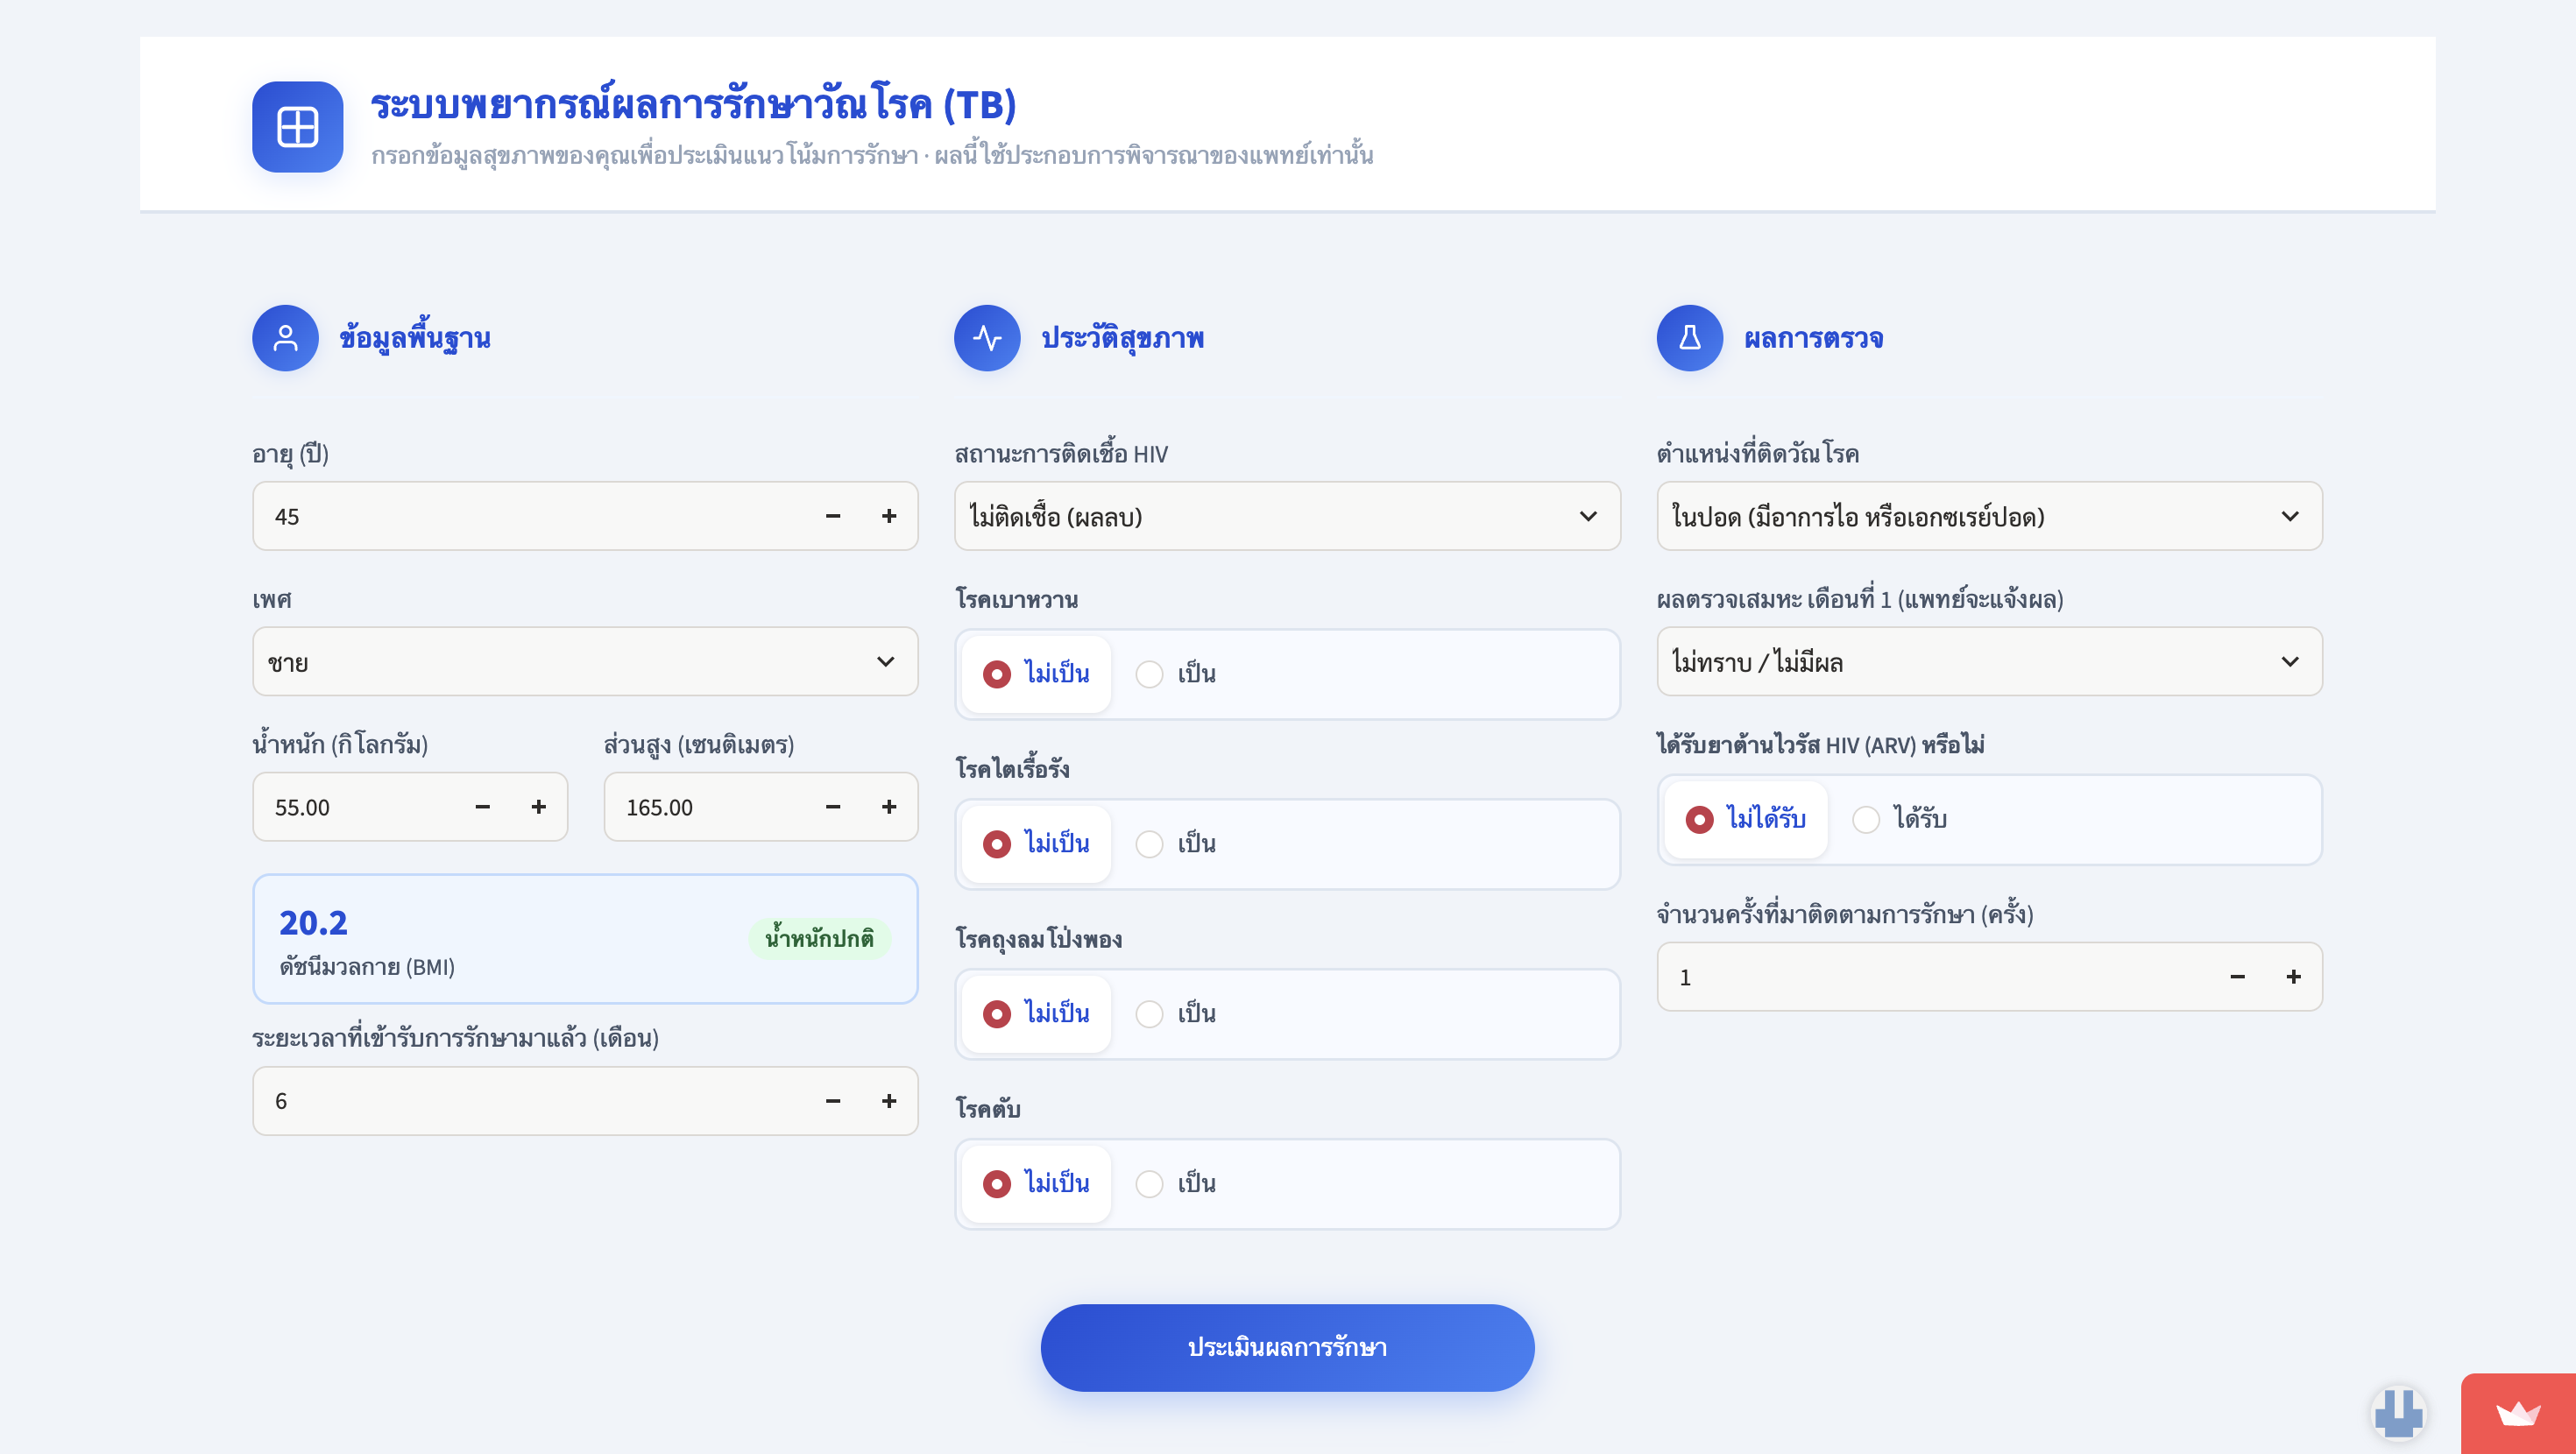 ระบบพยากรณ์ผลการรักษาวัณโรค (TB)
กรอกข้อมูลสุขภาพของคุณเพื่อประเมินแนวโน้มการรักษา · ผลนี้ใช้ประกอบการพิจารณาของแพทย์เท่านั้น
ข้อมูลพื้นฐาน
อายุ (ปี)
45
เพศ
ชาย
น้ำหนัก (กิโลกรัม)
55.00
ส่วนสูง (เซนติเมตร)
165.00
20.2
ดัชนีมวลกาย (BMI)
น้ำหนักปกติ
ระยะเวลาที่เข้ารับการรักษามาแล้ว (เดือน)
6
ประวัติสุขภาพ
สถานะการติดเชื้อ HIV
ไม่ติดเชื้อ (ผลลบ)
โรคเบาหวาน
ไม่เป็น เป็น
โรคไตเรื้อรัง
ไม่เป็น เป็น
โรคถุงลมโป่งพอง
ไม่เป็น เป็น
โรคตับ
ไม่เป็น เป็น
ผลการตรวจ
ตำแหน่งที่ติดวัณโรค
ในปอด (มีอาการไอ หรือเอกซเรย์ปอด)
ผลตรวจเสมหะ เดือนที่ 1 (แพทย์จะแจ้งผล)
ไม่ทราบ / ไม่มีผล
ได้รับยาต้านไวรัส HIV (ARV) หรือไม่
ไม่ได้รับ ได้รับ
จำนวนครั้งที่มาติดตามการรักษา (ครั้ง)
1
ประเมินผลการรักษา